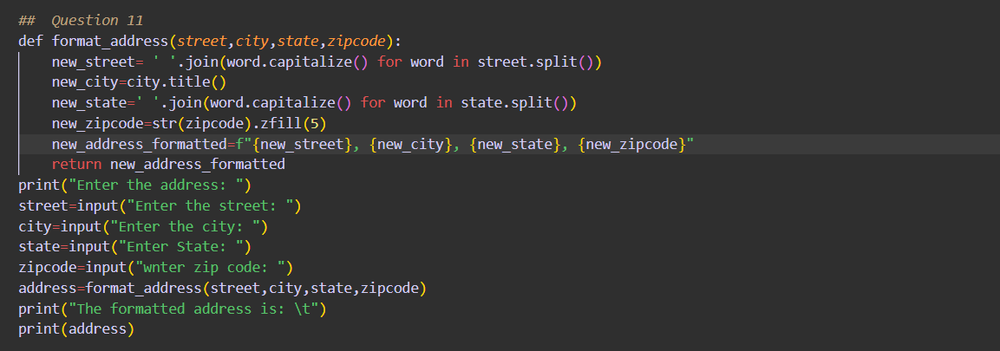 ##  Question 11
def format_address(street,city,state,zipcode):
    new_street= ' '.join(word.capitalize() for word in street.split())
    new_city=city.title()
    new_state=' '.join(word.capitalize() for word in state.split())
    new_zipcode=str(zipcode).zfill(5)
    new_address_formatted=f"{new_street}, {new_city}, {new_state}, {new_zipcode}"
    return new_address_formatted
print("Enter the address: ")
street=input("Enter the street: ")
city=input("Enter the city: ")
state=input("Enter State: ")
zipcode=input("wnter zip code: ")
address=format_address(street,city,state,zipcode)
print("The formatted address is: \t")
print(address)